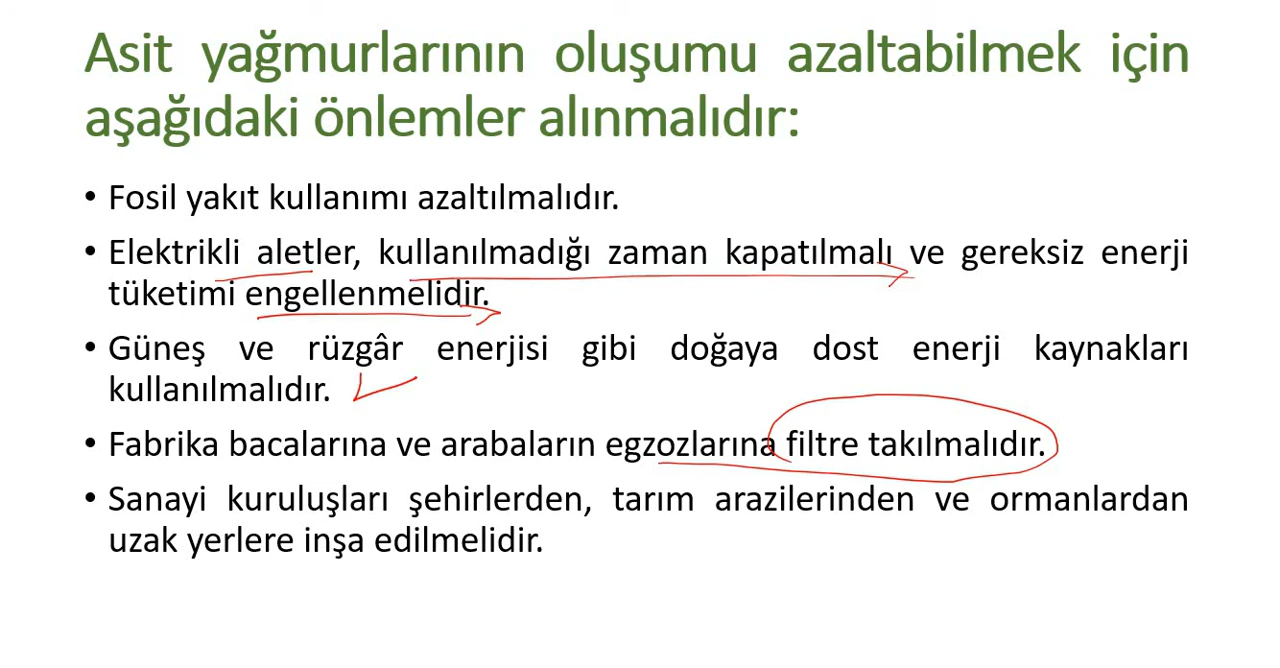 Asit yağmurlarının oluşumu azaltabilmek için
aşağıdaki önlemler alınmalıdır:
• Fosil yakıt kullanımı azaltılmalıdır.
• Elektrikli aletler, kullanılmadığı zaman kapatılmalı ve gereksiz enerji
tüketimi engellenmelidir.
• Güneş ve rüzgâr enerjisi gibi doğaya dost enerji kaynakları
kullanılmalıdır.
• Fabrika bacalarına ve arabaların egzozlarına filtre takılmalıdır.
• Sanayi kuruluşları şehirlerden, tarım arazilerinden ve ormanlardan
uzak yerlere inşa edilmelidir.